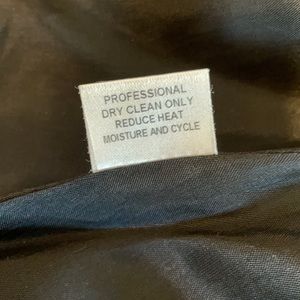 PROFESSIONAL
DRY CLEAN ONLY
REDUCE HEAT
MOISTURE AND CYCLE